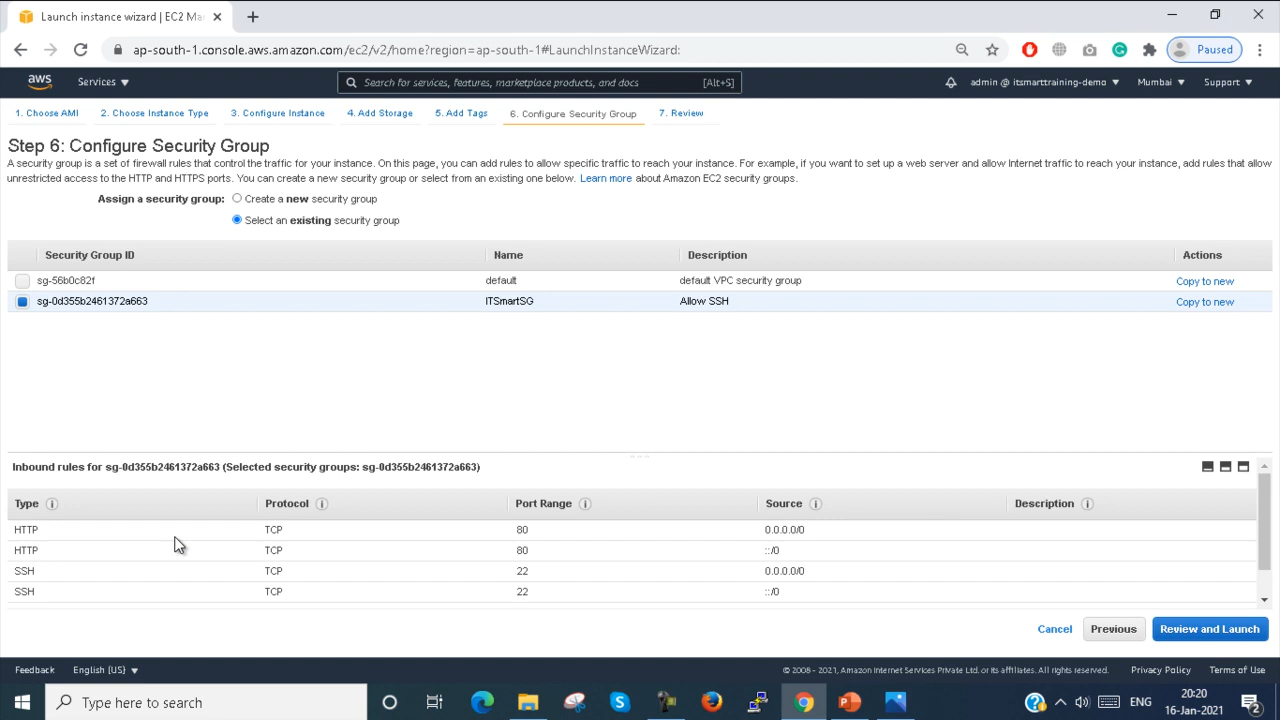 Launch instance wizard | EC2 Ma
ap-south-1.console.aws.amazon.com/ec2/v2/home?region=ap-south-1#LaunchInstanceWizard:
Paused
aws
Services
Search for services, features, marketplace products, and docs
[Alt+S]
admin @ itsmarttraining-demo
Mumbai
Support
1. Choose AMI
2. Choose Instance Type
3. Configure Instance
4. Add Storage
5. Add Tags
6. Configure Security Group
7. Review
Step 6: Configure Security Group
A security group is a set of firewall rules that control the traffic for your instance. On this page, you can add rules to allow specific traffic to reach your instance. For example, if you want to set up a web server and allow Internet traffic to reach your instance, add rules that allow
unrestricted access to the HTTP and HTTPS ports. You can create a new security group or select from an existing one below. Learn more about Amazon EC2 security groups.
Assign a security group: Create a new security group
Select an existing security group
Security Group ID Name Description Actions
sg-56b0c82f default default VPC security group Copy to new
sg-0d355b2461372a663 ITSmartSG Allow SSH Copy to new
Inbound rules for sg-0d355b2461372a663 (Selected security groups: sg-0d355b2461372a663)
Type Protocol Port Range Source Description
HTTP TCP 80 0.0.0.0/0
HTTP TCP 80 ::/0
SSH TCP 22 0.0.0.0/0
SSH TCP 22 ::/0
Cancel Previous Review and Launch
Feedback English (US) © 2008 - 2021, Amazon Internet Services Private Ltd. or its affiliates. All rights reserved. Privacy Policy Terms of Use
Type here to search
ENG
20:20
16-Jan-2021
2